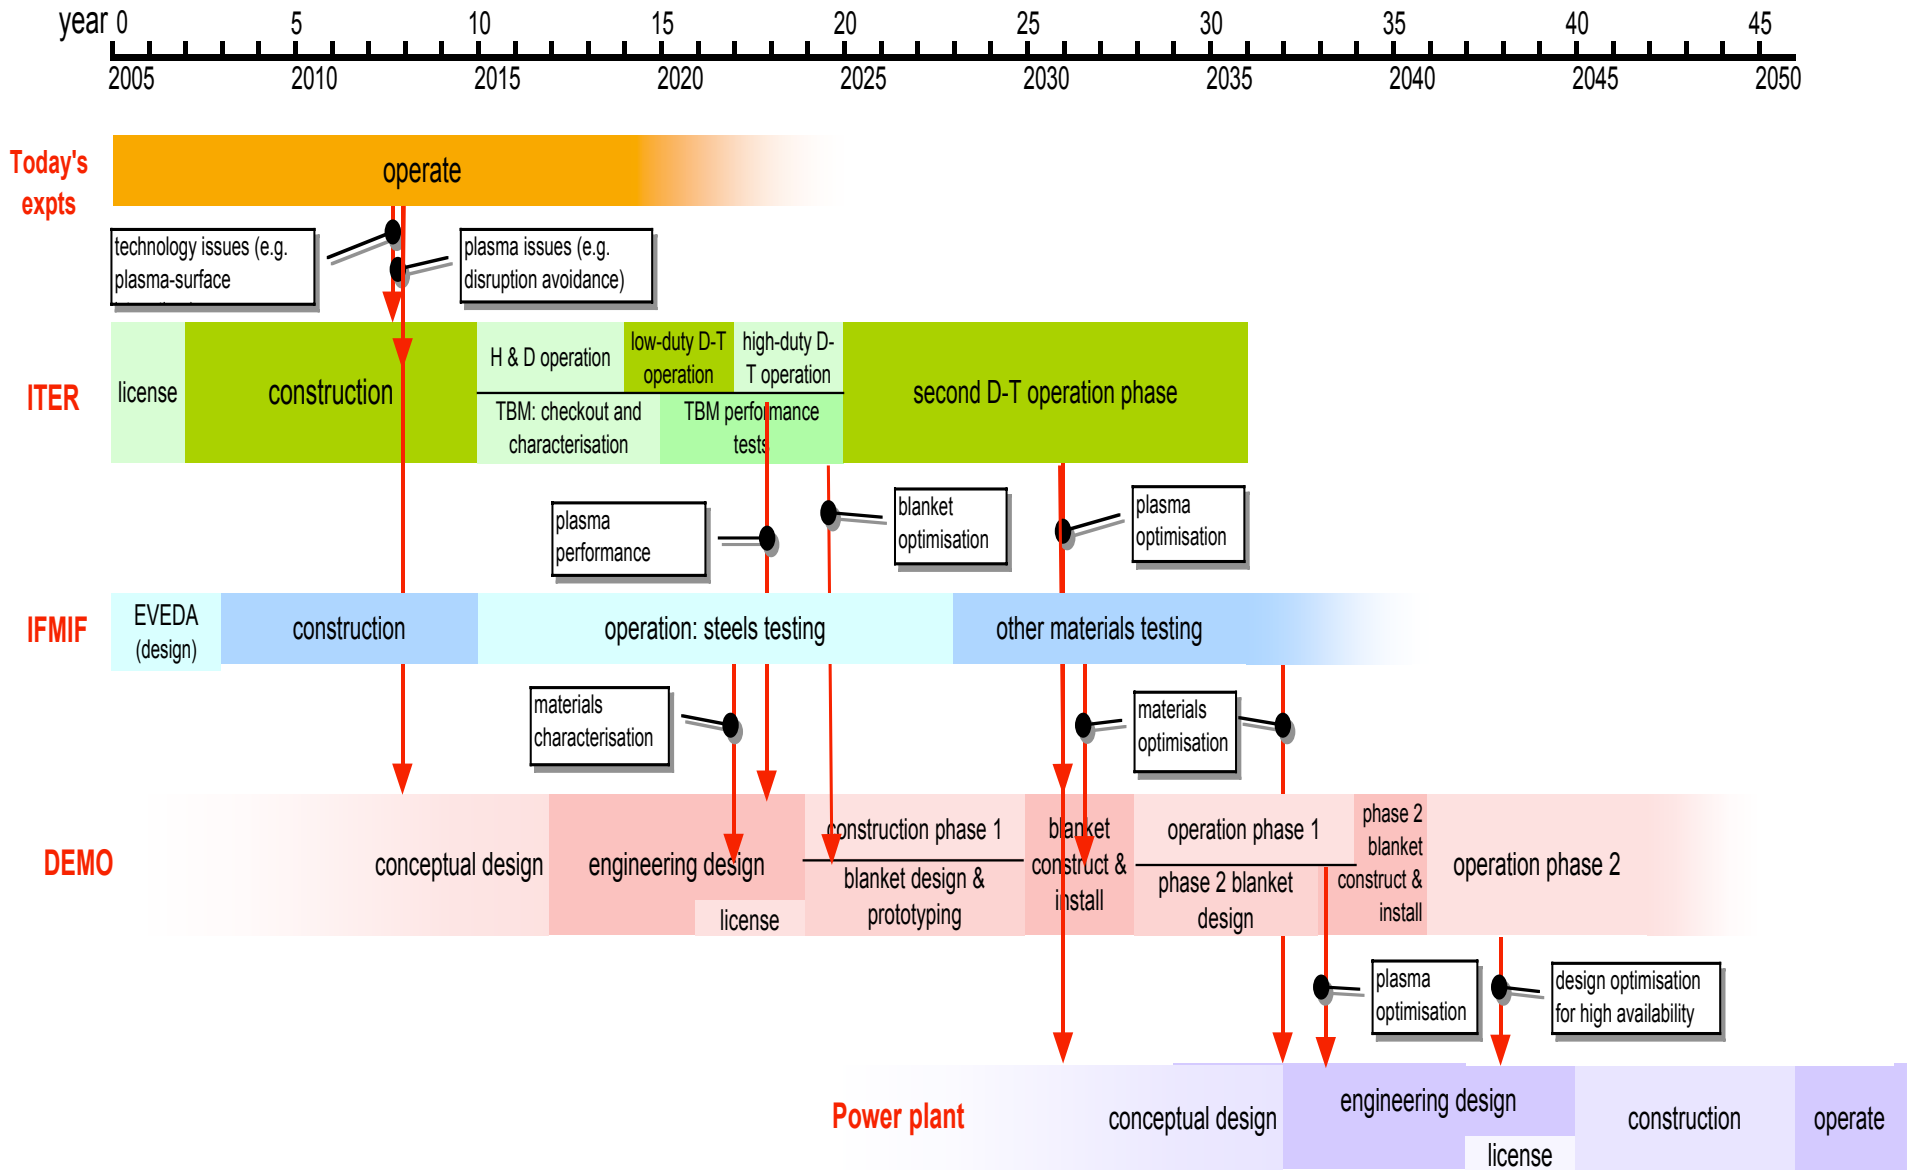 year 0 5 10 15 20 25 30 35 40 45
2005 2010 2015 2020 2025 2030 2035 2040 2045 2050
Today's
expts
operate
technology issues (e.g.
plasma-surface
plasma issues (e.g.
disruption avoidance)
ITER
license
construction
H & D operation
low-duty D-T
operation
high-duty D-
T operation
TBM: checkout and
characterisation
TBM performance
tests
second D-T operation phase
plasma
performance
blanket
optimisation
plasma
optimisation
IFMIF
EVEDA
(design)
construction
operation: steels testing
other materials testing
materials
characterisation
materials
optimisation
DEMO
conceptual design
engineering design
license
construction phase 1
blanket design &
prototyping
blanket
construct &
install
operation phase 1
phase 2 blanket
design
phase 2
blanket
construct &
install
operation phase 2
plasma
optimisation
design optimisation
for high availability
Power plant
conceptual design
engineering design
license
construction
operate